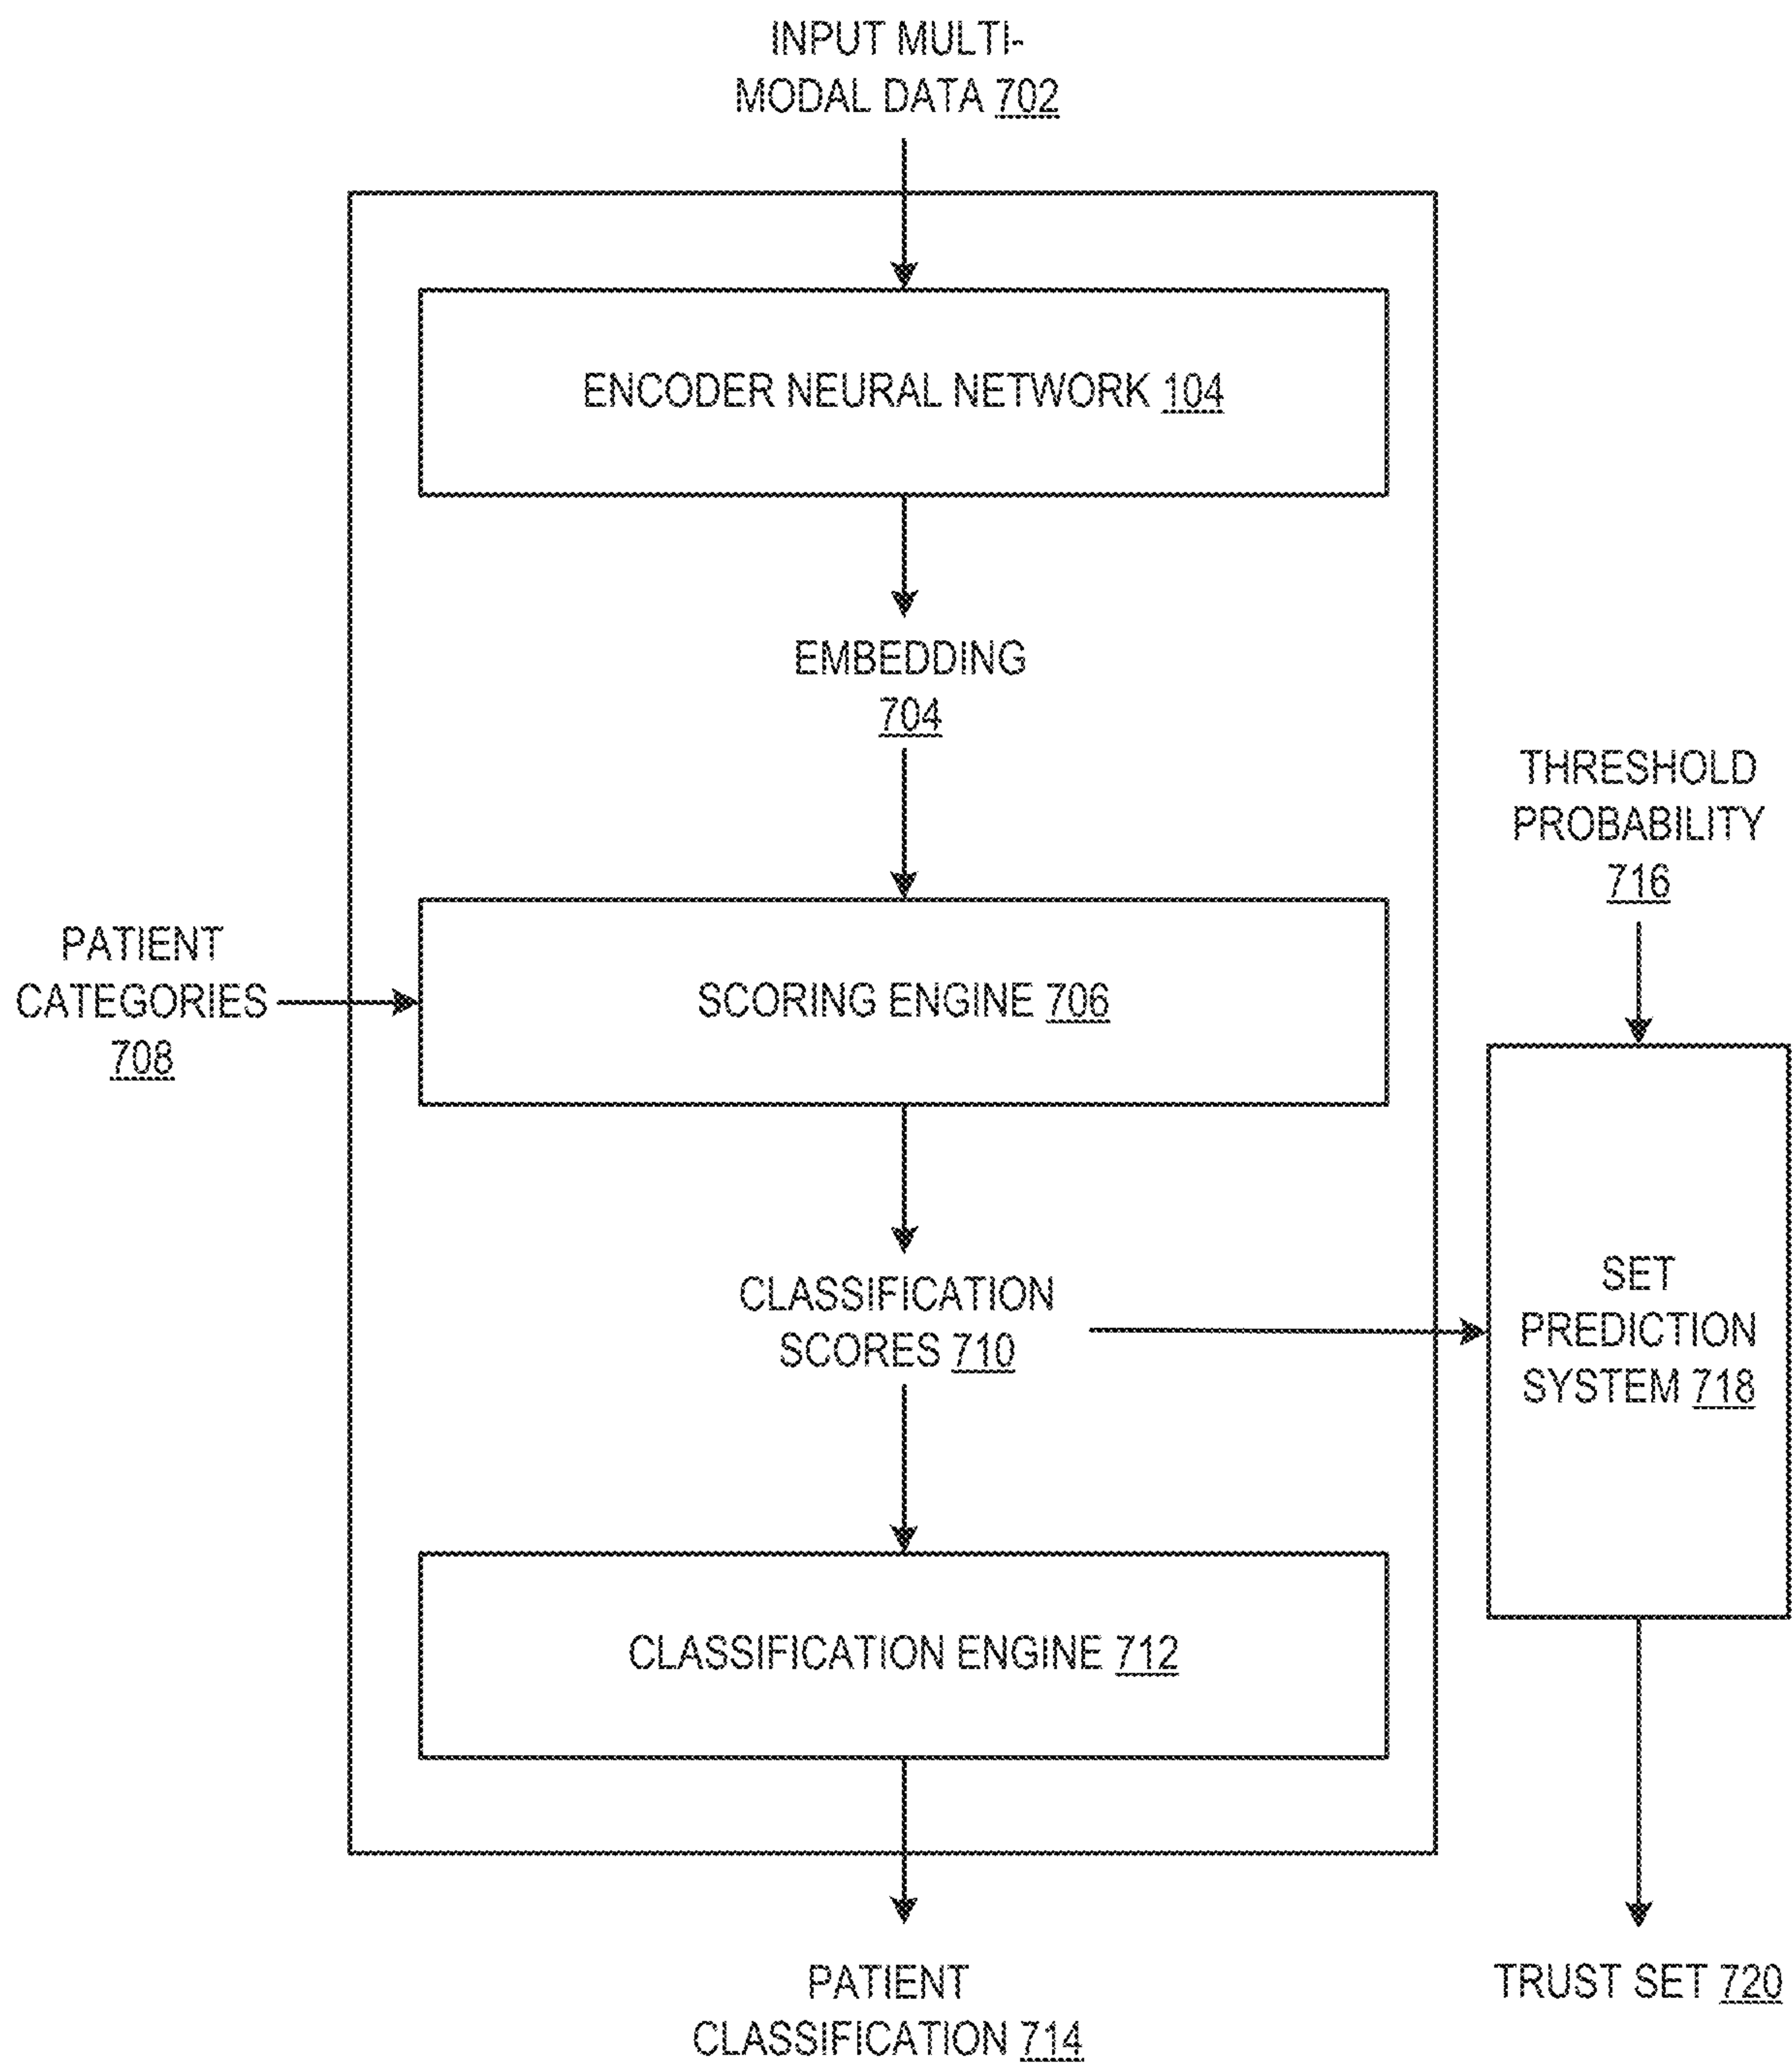 INPUT MULTI-
MODAL DATA 702
ENCODER NEURAL NETWORK 104
EMBEDDING
704
THRESHOLD
PROBABILITY
716
PATIENT
CATEGORIES
708
SCORING ENGINE 706
CLASSIFICATION
SCORES 710
SET
PREDICTION
SYSTEM 718
CLASSIFICATION ENGINE 712
PATIENT
CLASSIFICATION 714
TRUST SET 720